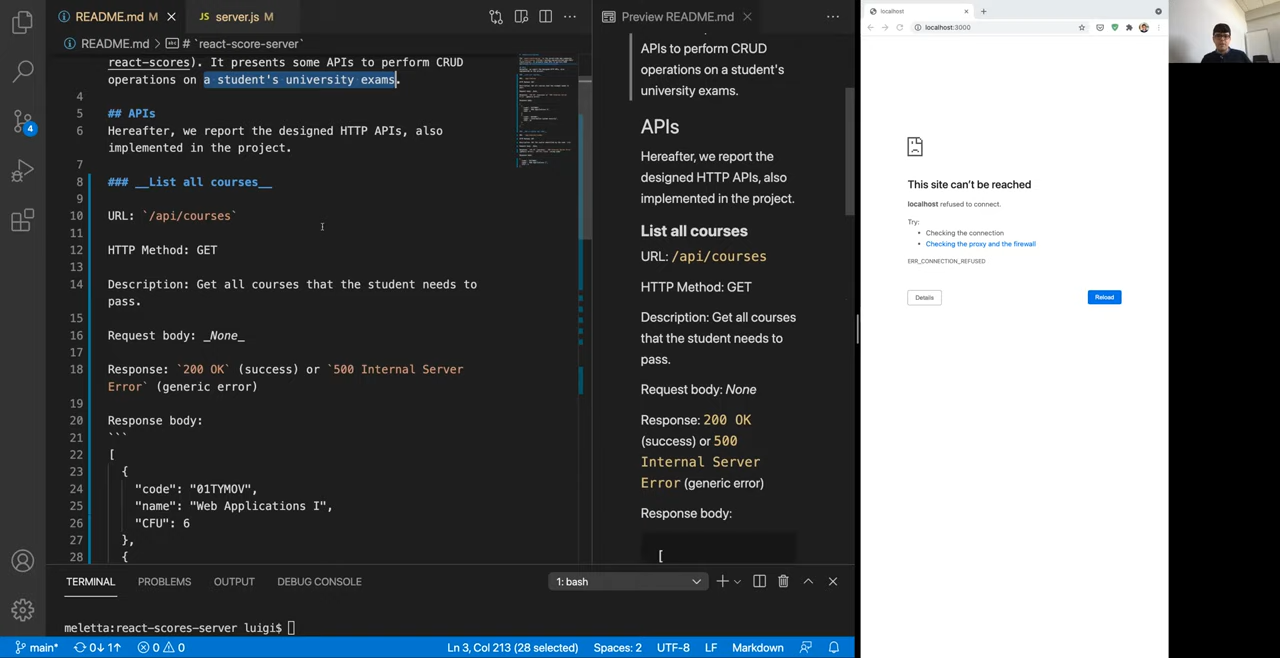 README.md M
server.js M
Preview README.md
README.md > # `react-score-server`
react-scores). It presents some APIs to perform CRUD
operations on a student's university exams.
4
5 ## APIs
6 Hereafter, we report the designed HTTP APIs, also
implemented in the project.
7
8 ### __List all courses__
9
10 URL: `/api/courses`
11
12 HTTP Method: GET
13
14 Description: Get all courses that the student needs to
pass.
15
16 Request body: _None_
17
18 Response: `200 OK` (success) or `500 Internal Server
Error` (generic error)
19
20 Response body:
21 ```
22 [
23 {
24 "code": "01TYMOV",
25 "name": "Web Applications I",
26 "CFU": 6
27 },
28 {
APIs to perform CRUD
operations on a student's
university exams.
APIs
Hereafter, we report the
designed HTTP APIs, also
implemented in the project.
List all courses
URL: /api/courses
HTTP Method: GET
Description: Get all courses
that the student needs to
pass.
Request body: None
Response: 200 OK
(success) or 500
Internal Server
Error (generic error)
Response body:
[
4
TERMINAL PROBLEMS OUTPUT DEBUG CONSOLE
1: bash
meletta:react-scores-server luigi$
main* 0↓ 1↑ 0 0
Ln 3, Col 213 (28 selected) Spaces: 2 UTF-8 LF Markdown
localhost
localhost:3000
This site can't be reached
localhost refused to connect.
Try:
• Checking the connection
• Checking the proxy and the firewall
ERR_CONNECTION_REFUSED
Details
Reload